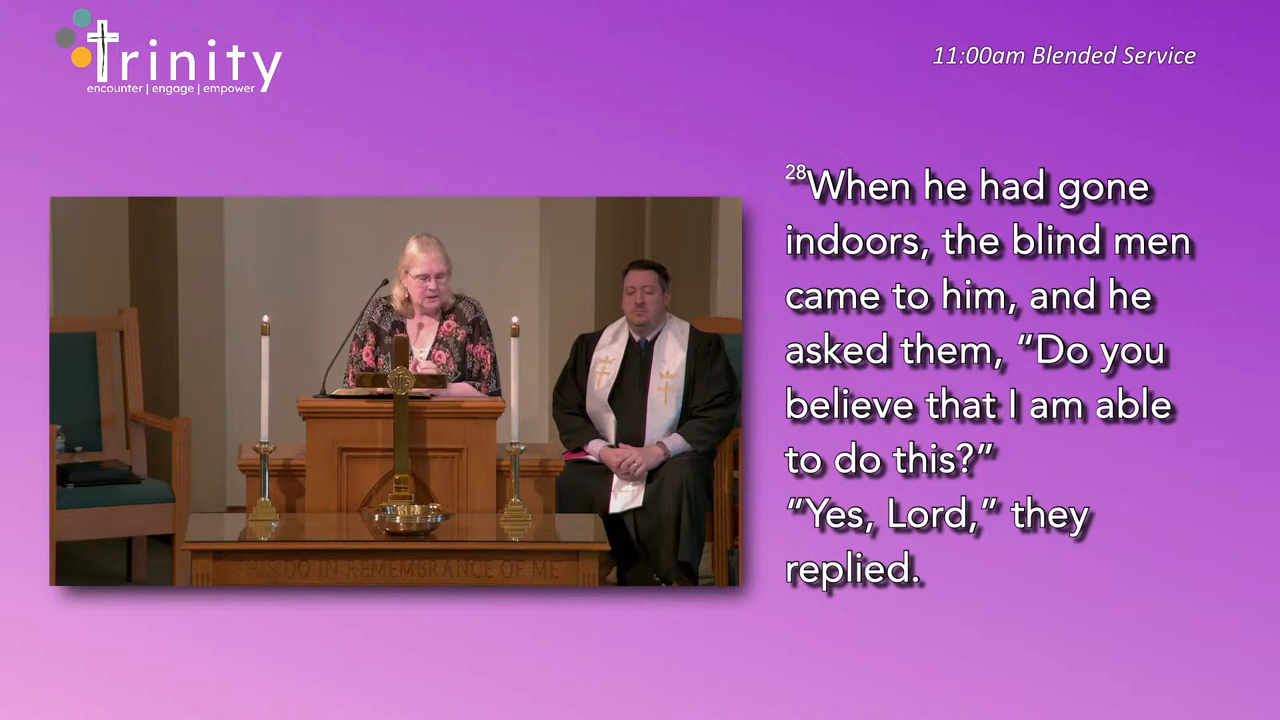 trinity
encounter | engage | empower
11:00am Blended Service
28When he had gone
indoors, the blind men
came to him, and he
asked them, “Do you
believe that I am able
to do this?”
“Yes, Lord,” they
replied.
DO IN REMEMBRANCE OF ME